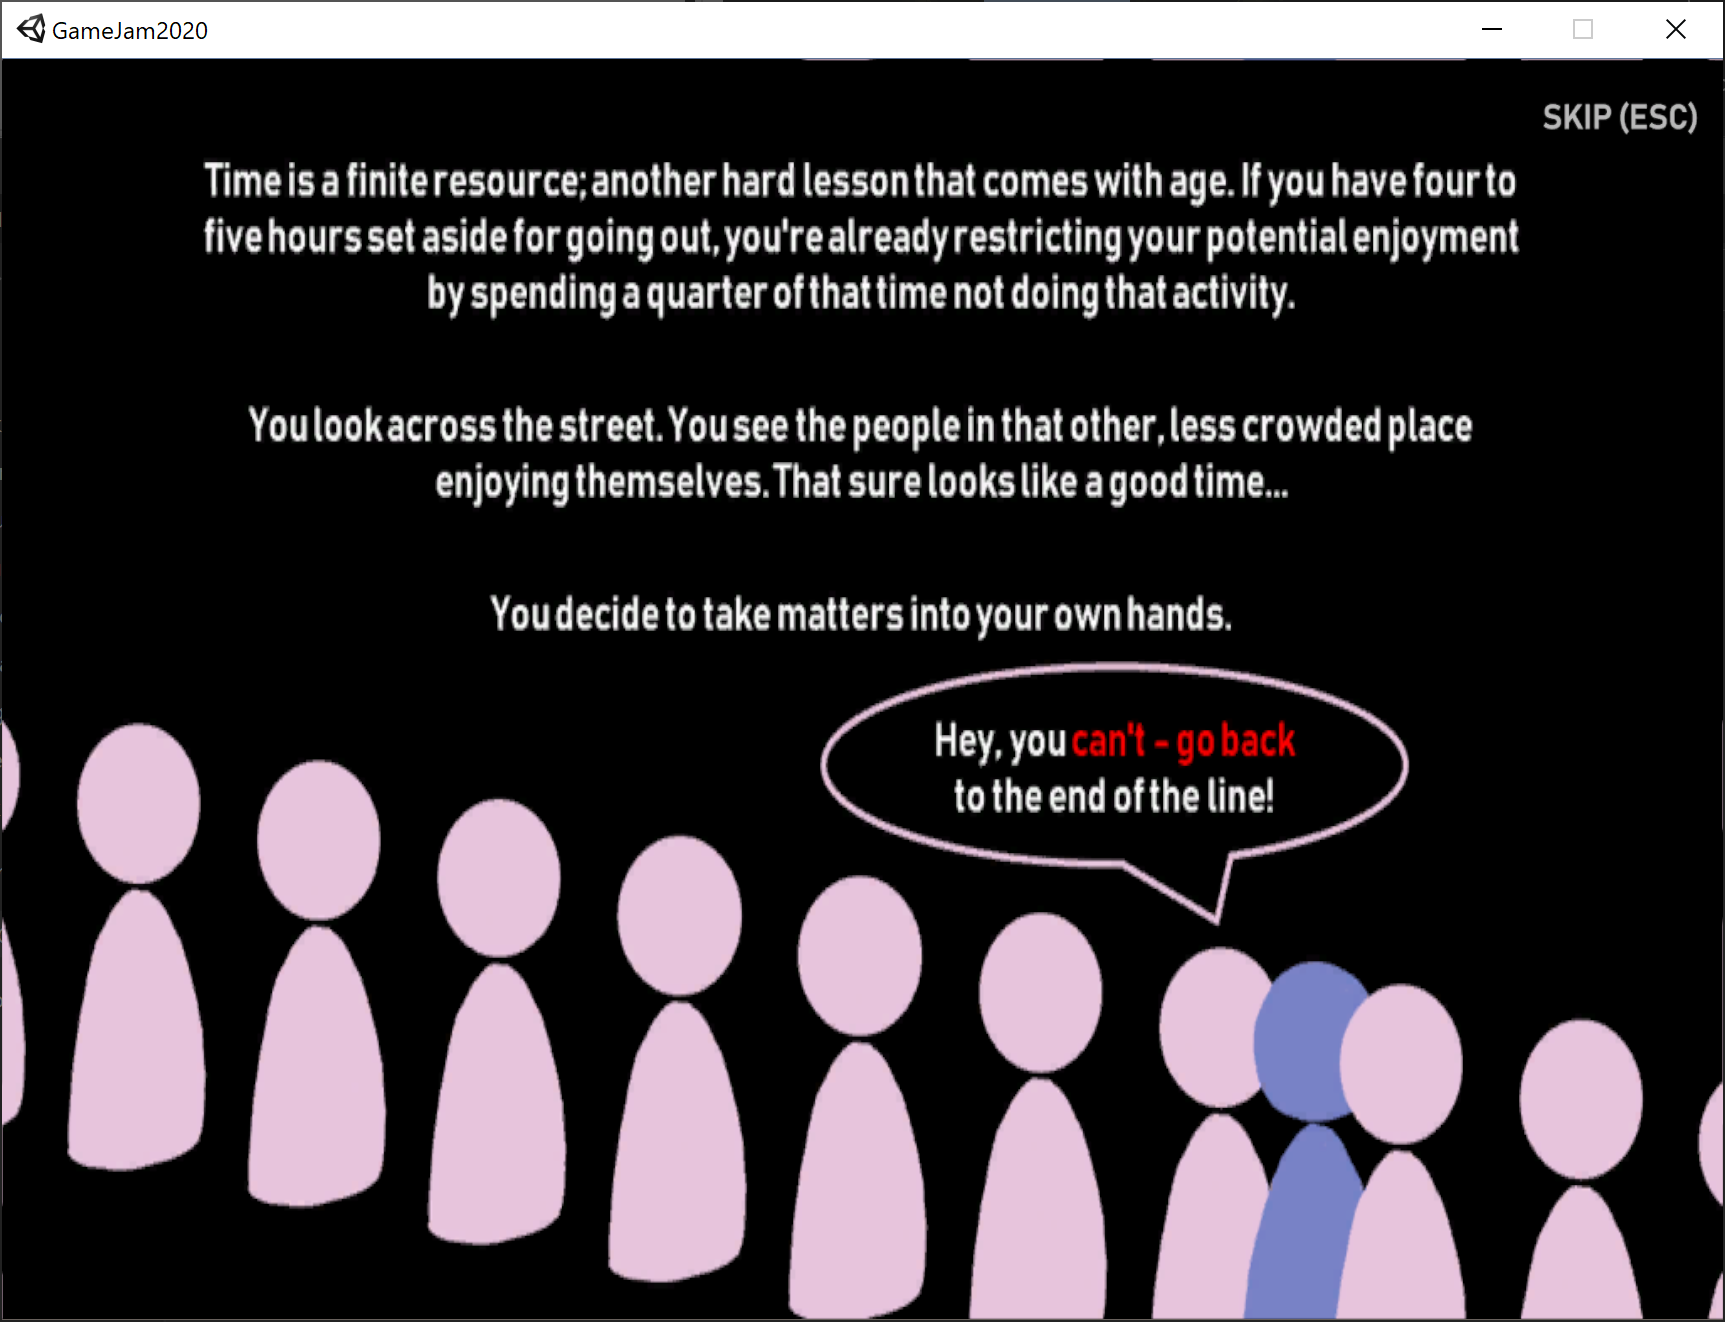 GameJam2020
SKIP (ESC)
Time is a finite resource; another hard lesson that comes with age. If you have four to
five hours set aside for going out, you're already restricting your potential enjoyment
by spending a quarter of that time not doing that activity.
You look across the street. You see the people in that other, less crowded place
enjoying themselves. That sure looks like a good time...
You decide to take matters into your own hands.
Hey, you can't - go back
to the end of the line!